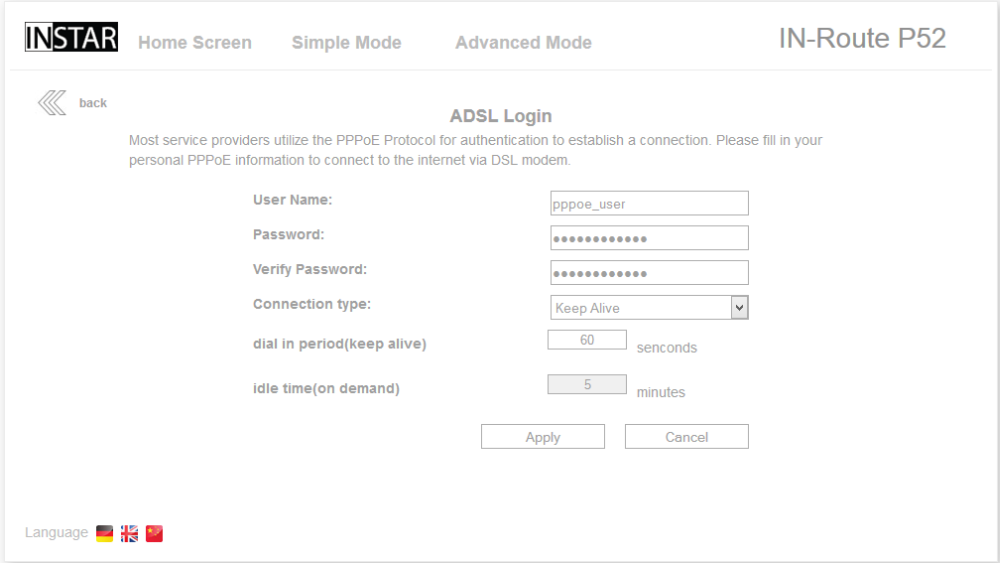 INSTAR
Home Screen Simple Mode Advanced Mode
IN-Route P52
back
ADSL Login
Most service providers utilize the PPPoE Protocol for authentication to establish a connection. Please fill in your
personal PPPoE information to connect to the internet via DSL modem.
User Name: pppoe_user
Password: ●●●●●●●●●●●●
Verify Password: ●●●●●●●●●●●●
Connection type: Keep Alive
dial in period(keep alive) 60 senconds
idle time(on demand) 5 minutes
Apply Cancel
Language